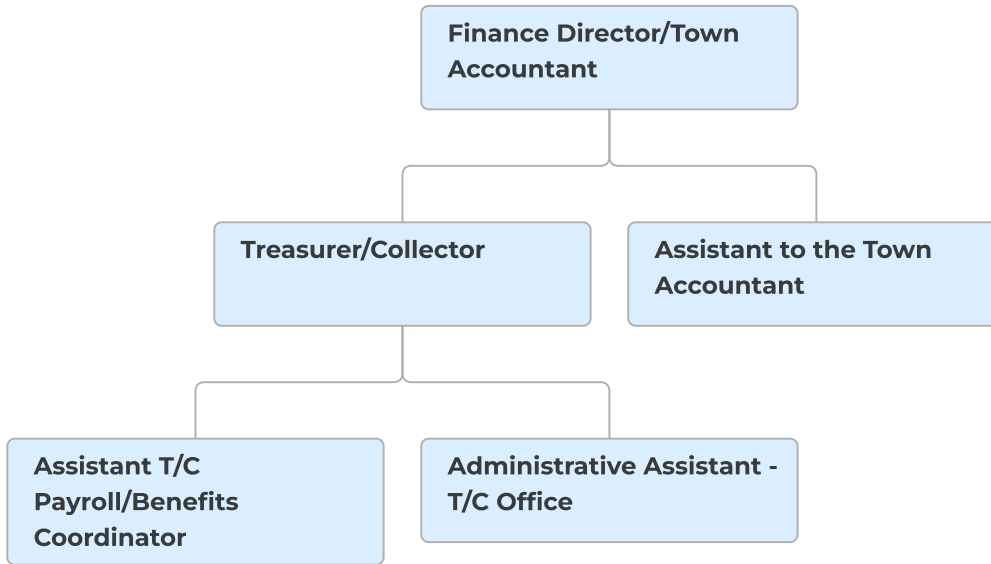 Finance Director/Town
Accountant
Treasurer/Collector
Assistant to the Town
Accountant
Assistant T/C
Payroll/Benefits
Coordinator
Administrative Assistant -
T/C Office